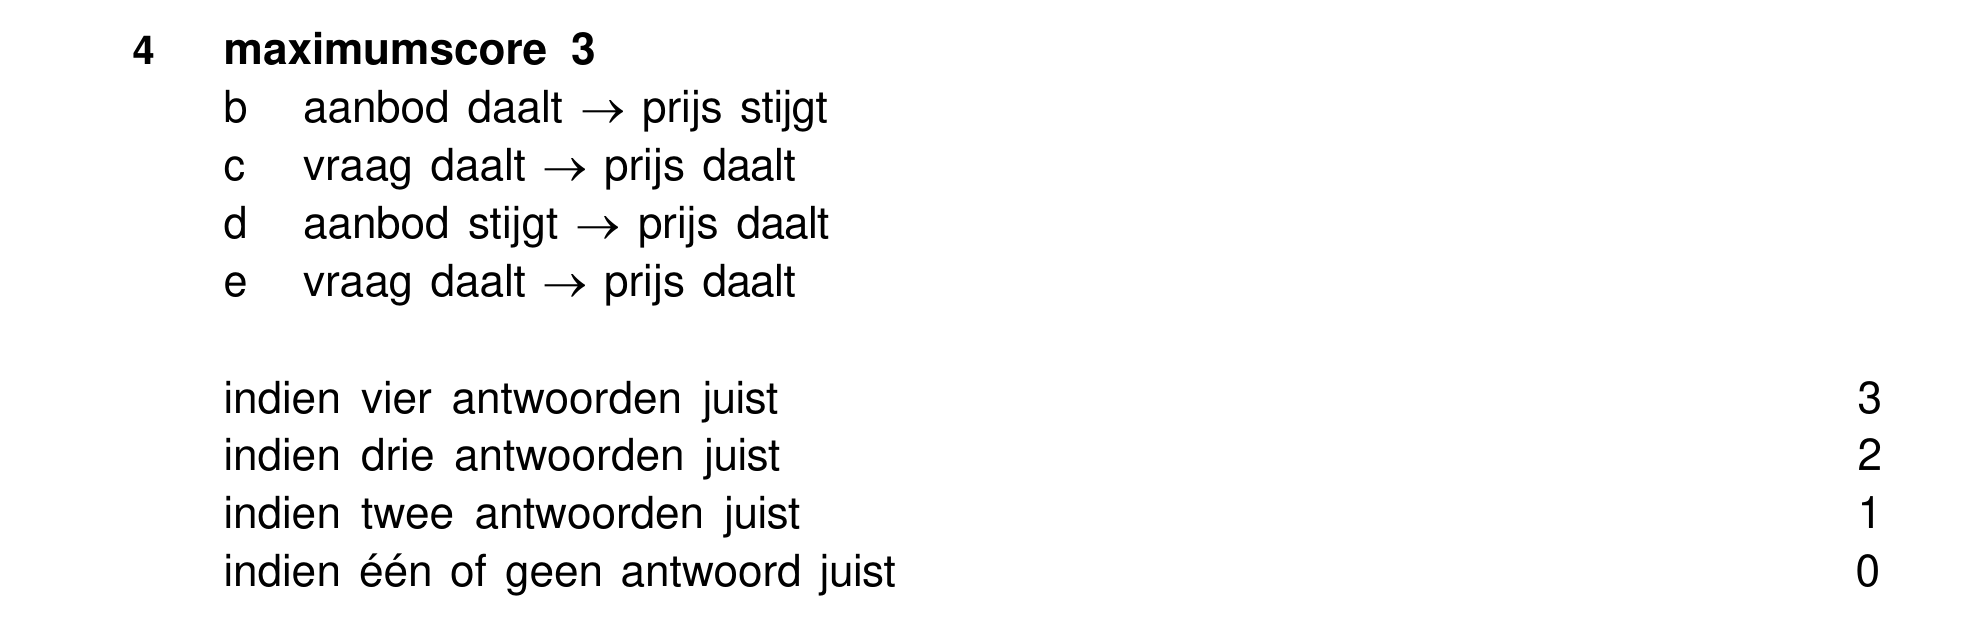 4 maximumscore 3
b aanbod daalt → prijs stijgt
c vraag daalt → prijs daalt
d aanbod stijgt → prijs daalt
e vraag daalt → prijs daalt
indien vier antwoorden juist 3
indien drie antwoorden juist 2
indien twee antwoorden juist 1
indien één of geen antwoord juist 0